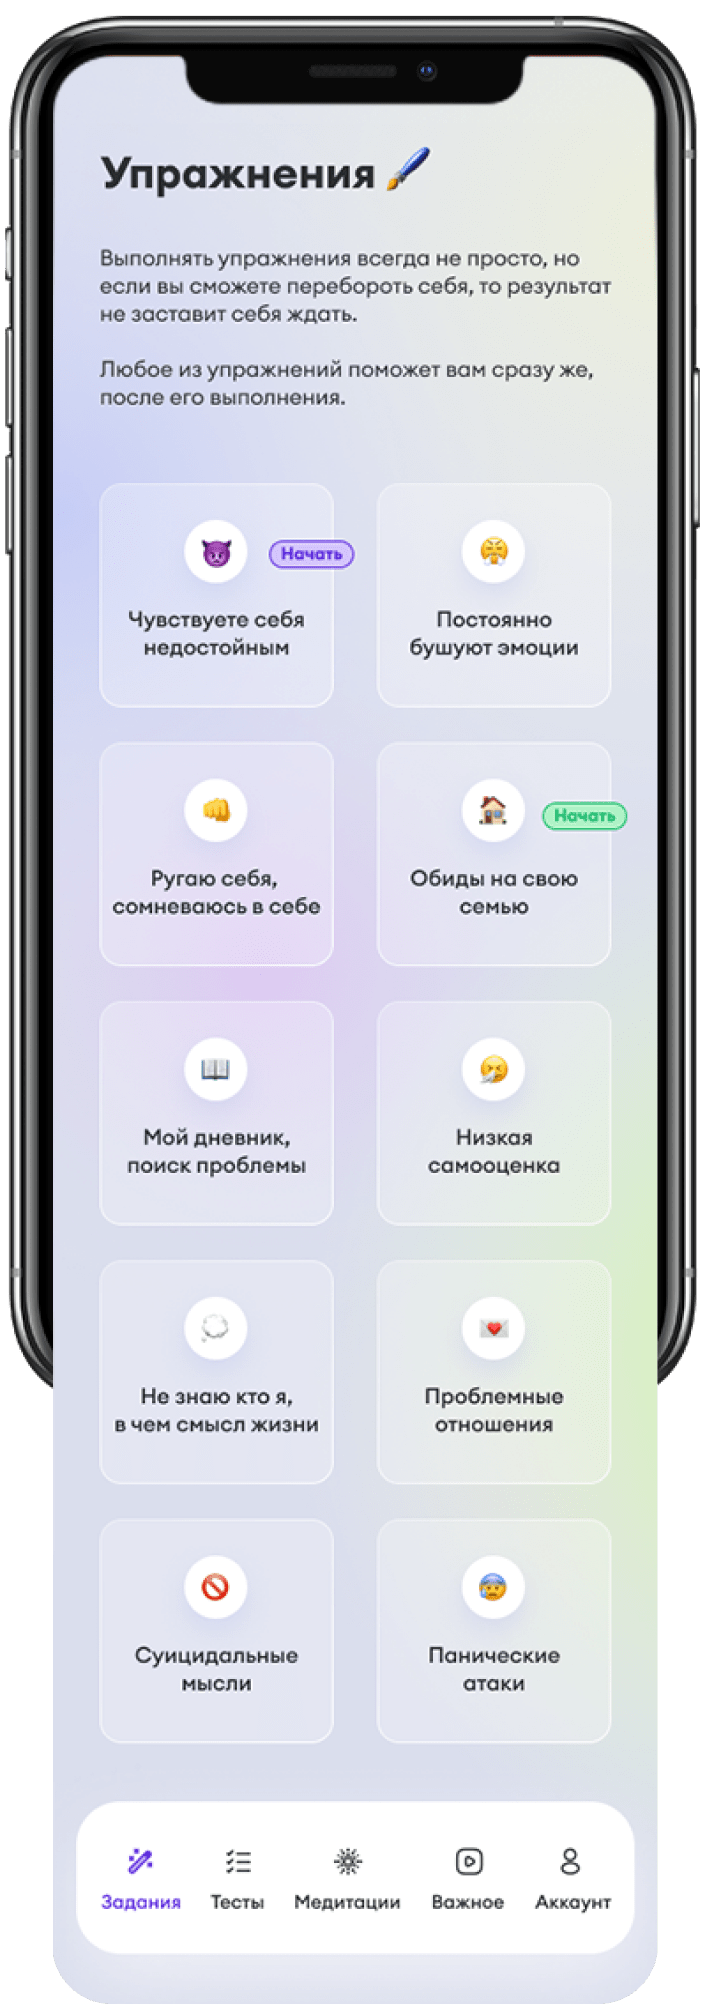 Упражнения
Выполнять упражнения всегда не просто, но
если вы сможете перебороть себя, то результат
не заставит себя ждать.
Любое из упражнений поможет вам сразу же,
после его выполнения.
Начать
Чувствуете себя
недостойным
Постоянно
бушуют эмоции
Ругаю себя,
сомневаюсь в себе
Начать
Обиды на свою
семью
Мой дневник,
поиск проблемы
Низкая
самооценка
Не знаю кто я,
в чем смысл жизни
Проблемные
отношения
Суицидальные
мысли
Панические
атаки
Задания
Тесты
Медитации
Важное
Аккаунт